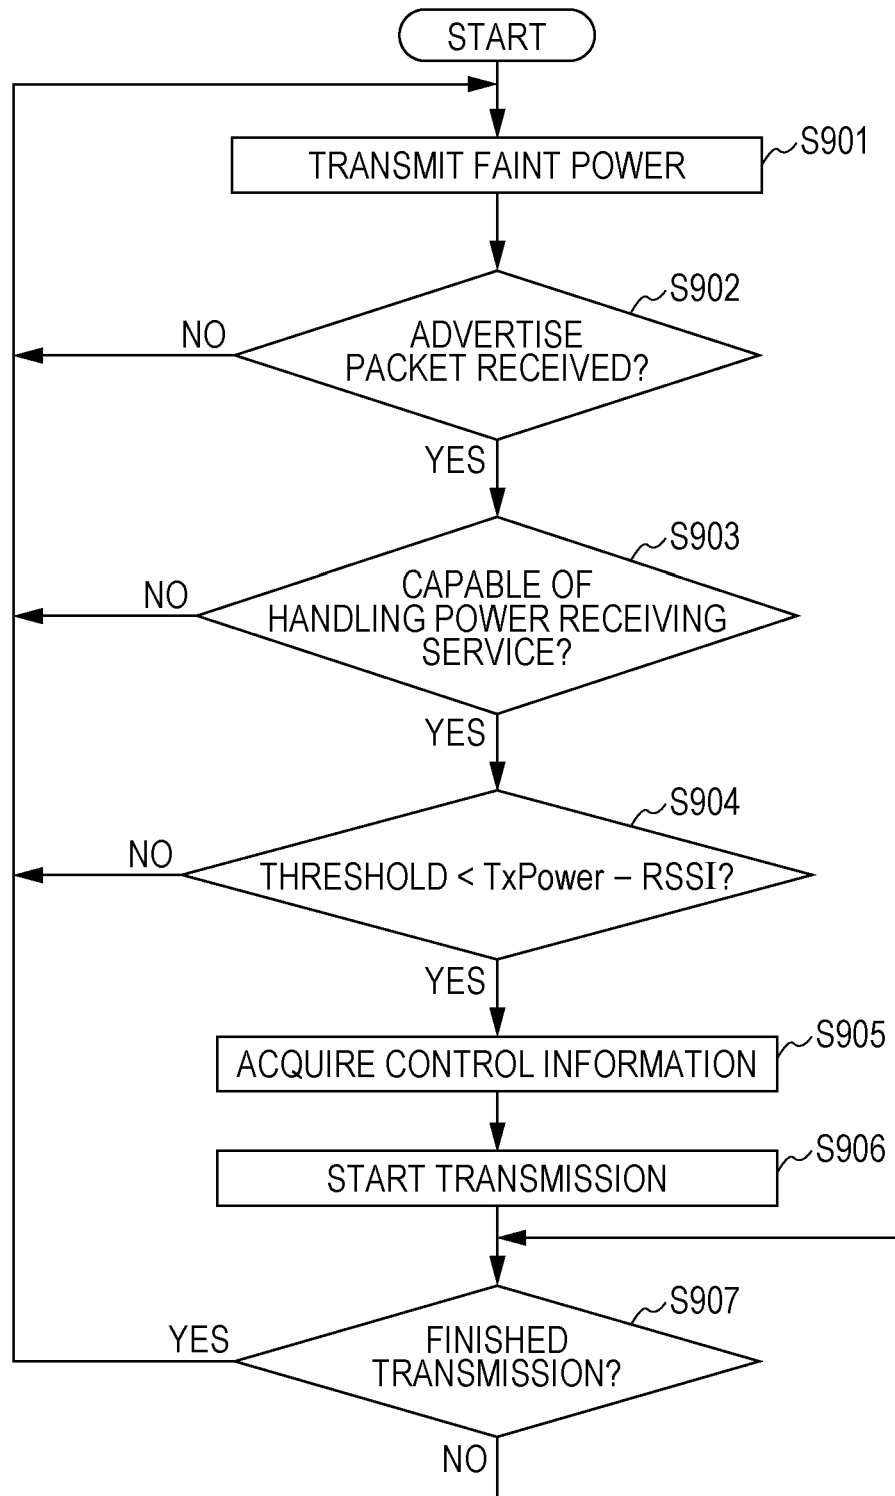 START
TRANSMIT FAINT POWER
S901
S902
ADVERTISE
PACKET RECEIVED?
NO
YES
S903
CAPABLE OF
HANDLING POWER RECEIVING
SERVICE?
NO
YES
S904
THRESHOLD < TxPower – RSSI?
NO
YES
S905
ACQUIRE CONTROL INFORMATION
S906
START TRANSMISSION
S907
FINISHED
TRANSMISSION?
YES
NO